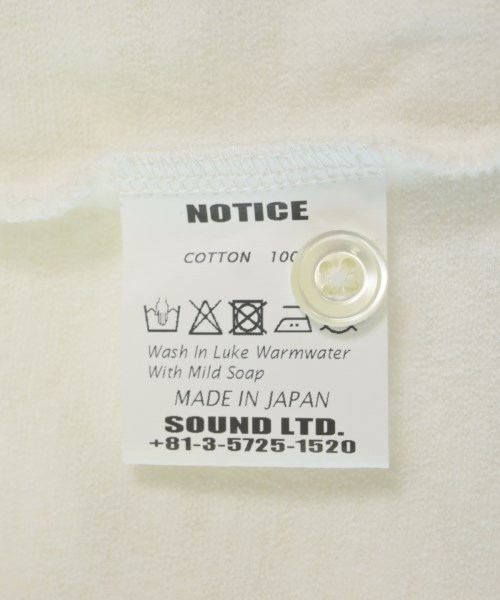 NOTICE
COTTON 100
Wash In Luke Warmwater
With Mild Soap
MADE IN JAPAN
SOUND LTD.
+81-3-5725-1520